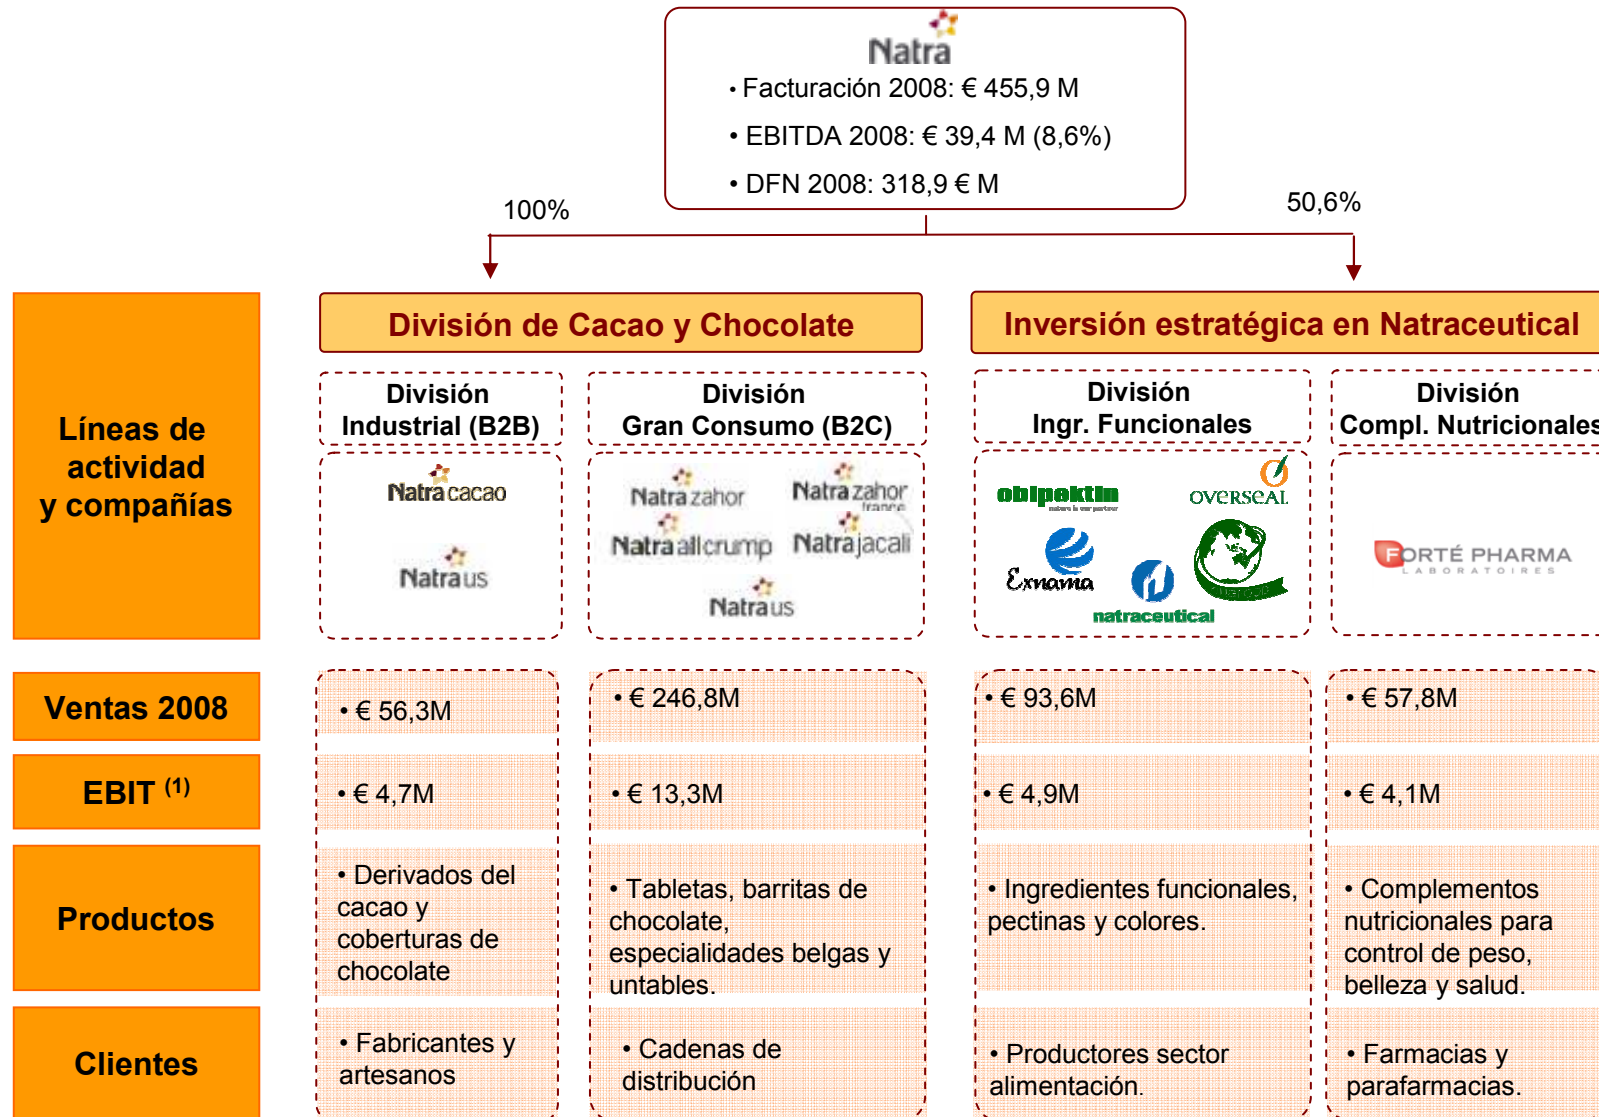 Natra
• Facturación 2008: € 455,9 M
• EBITDA 2008: € 39,4 M (8,6%)
• DFN 2008: 318,9 € M
100%
50,6%
Líneas de
actividad
y compañías
División de Cacao y Chocolate
Inversión estratégica en Natraceutical
División
Industrial (B2B)
División
Gran Consumo (B2C)
División
Ingr. Funcionales
División
Compl. Nutricionales
Natra cacao
Natra us
Natra zahor
Natra zahor
france
Natra allcrump
Natra jacali
Natra us
obipektin
nature is our partner
OVERSEAL
Exnama
natraceutical
FORTÉ PHARMA
LABORATOIRES
Ventas 2008
• € 56,3M
• € 246,8M
• € 93,6M
• € 57,8M
EBIT (1)
• € 4,7M
• € 13,3M
• € 4,9M
• € 4,1M
Productos
• Derivados del
cacao y
coberturas de
chocolate
• Tabletas, barritas de
chocolate,
especialidades belgas y
untables.
• Ingredientes funcionales,
pectinas y colores.
• Complementos
nutricionales para
control de peso,
belleza y salud.
Clientes
• Fabricantes y
artesanos
• Cadenas de
distribución
• Productores sector
alimentación.
• Farmacias y
parafarmacias.